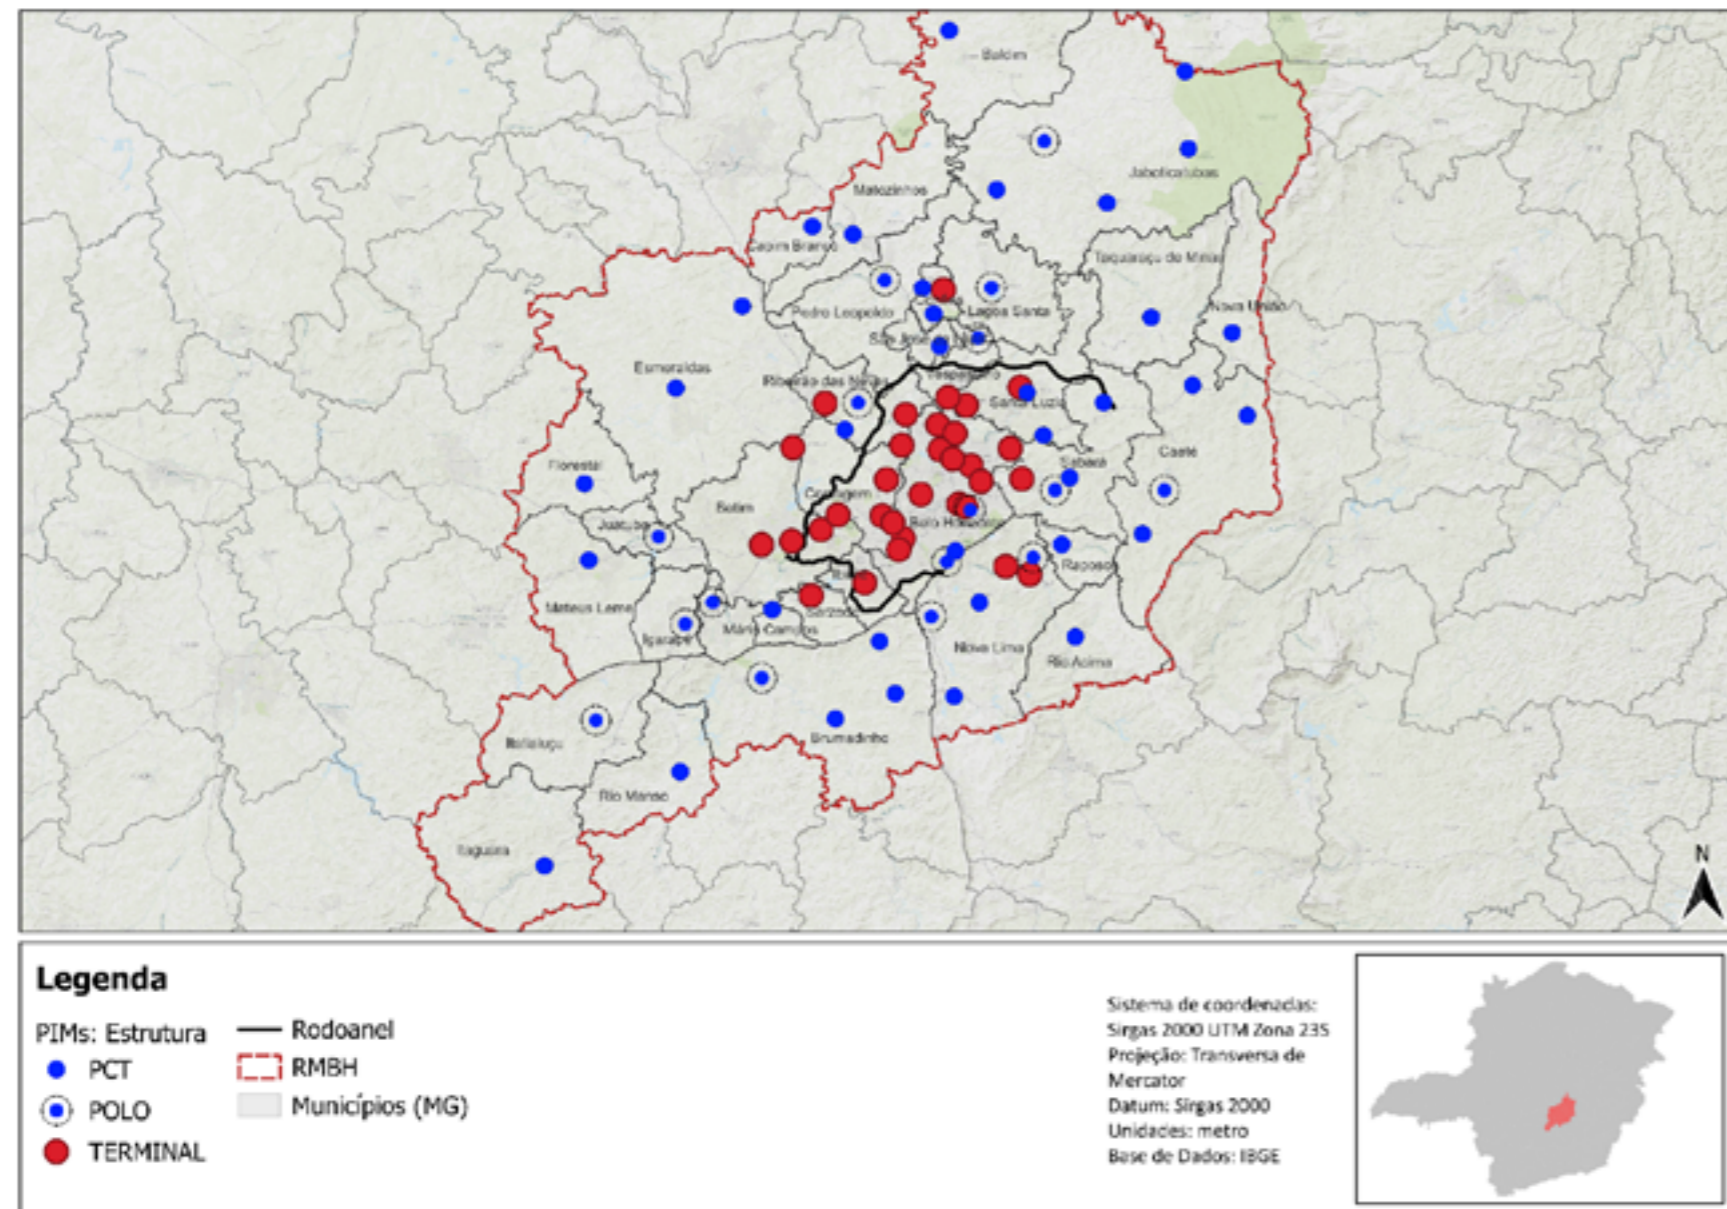 Baldim
Jaboticatubas
Matozinhos
Capim Branco
Taquaraçu de Minas
Nova União
Pedro Leopoldo
Lagoa Santa
Esmeraldas
Ribeirão das Neves
Santa Luzia
Caeté
Florestal
Sabará
Contagem
Betim
Juatuba
Belo Horizonte
Raposos
Mateus Leme
Igarapé
Mário Campos
Sarzedo
Nova Lima
Rio Acima
Itatiaiuçu
Brumadinho
Rio Manso
Itaguara
N
Legenda
PIMs: Estrutura
PCT
POLO
TERMINAL
Rodoanel
RMBH
Municípios (MG)
Sistema de coordenadas:
Sirgas 2000 UTM Zona 23S
Projeção: Transversa de
Mercator
Datum: Sirgas 2000
Unidades: metro
Base de Dados: IBGE